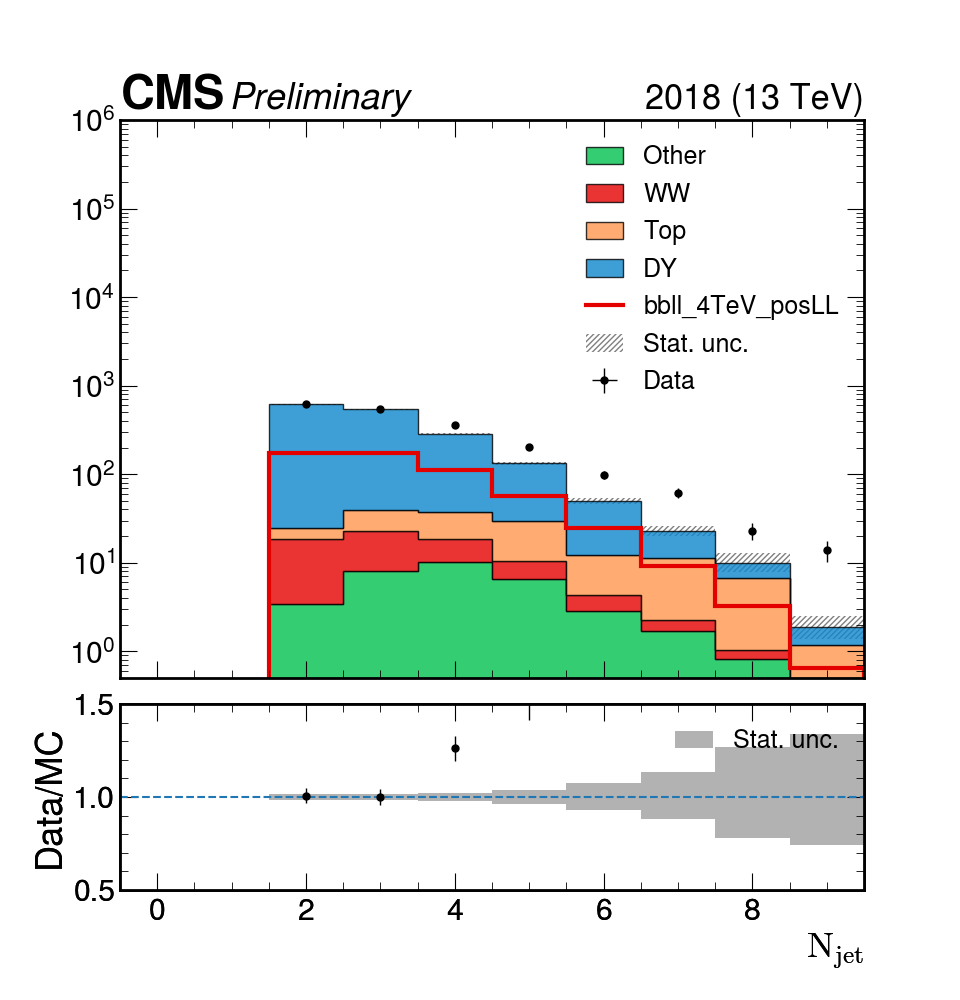 CMS Preliminary 2018 (13 TeV)
10^6
10^5
10^4
10^3
10^2
10^1
10^0
Other
WW
Top
DY
bbll_4TeV_posLL
Stat. unc.
Data
1.5
1.0
0.5
Data/MC
Stat. unc.
0 2 4 6 8
N_jet